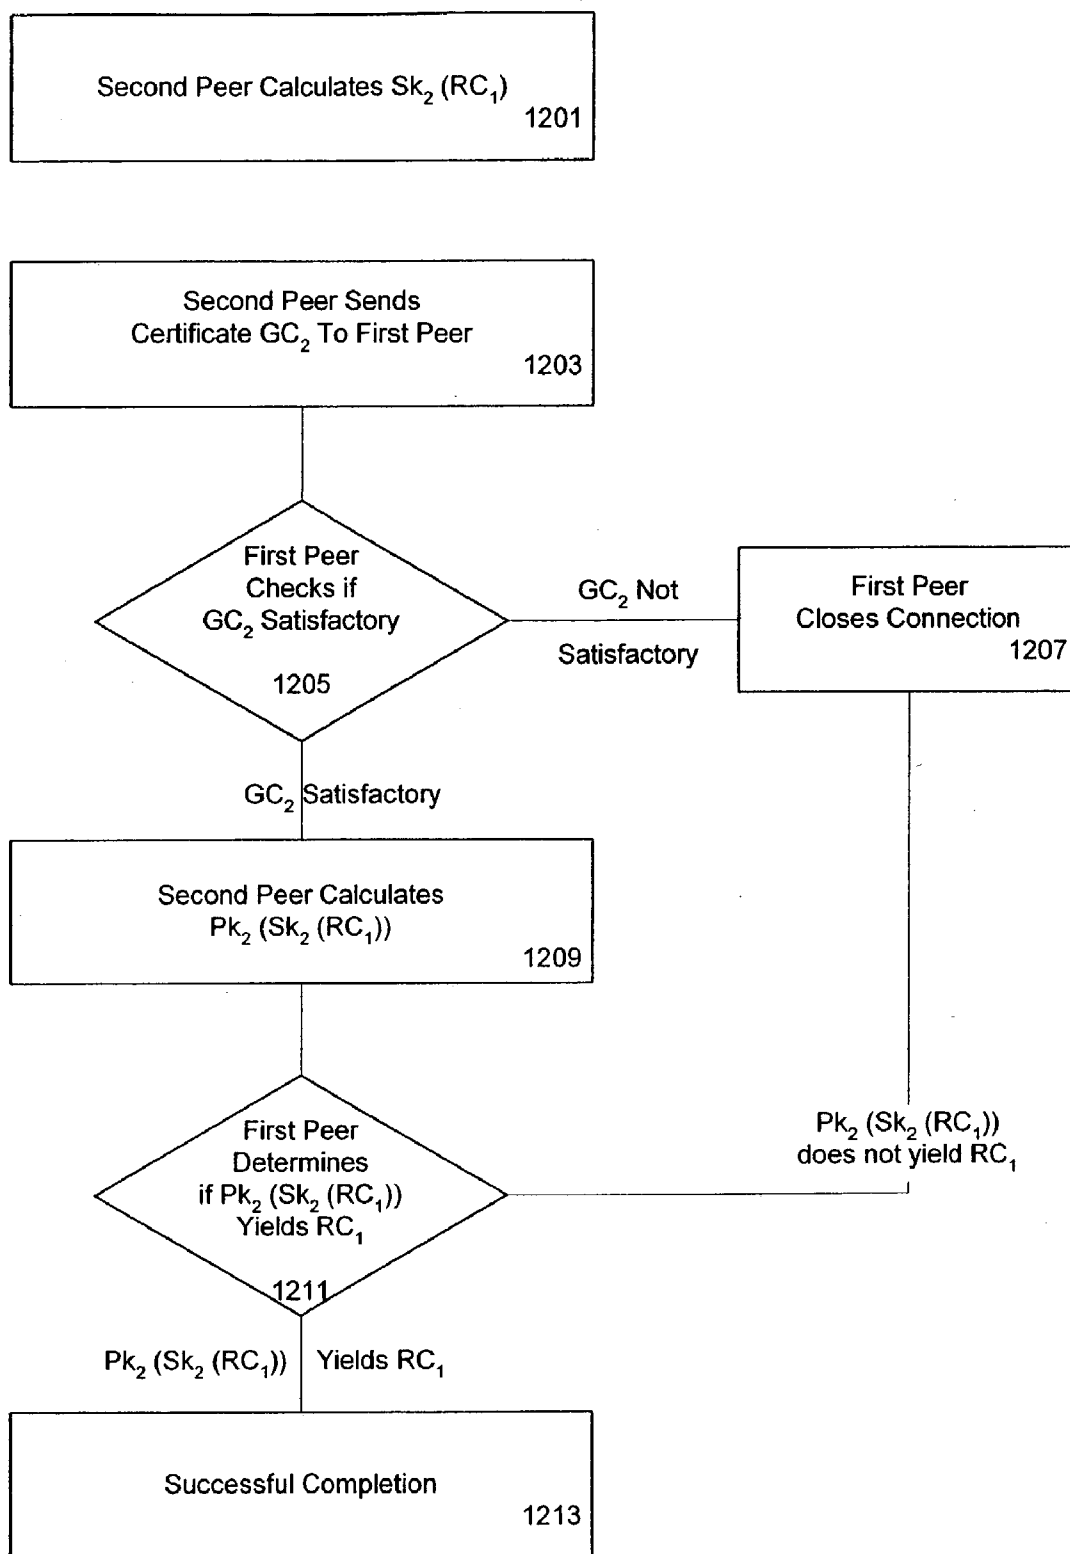 Second Peer Calculates Sk₂ (RC₁)
1201
Second Peer Sends
Certificate GC₂ To First Peer
1203
First Peer
Checks if
GC₂ Satisfactory
1205
GC₂ Not
Satisfactory
First Peer
Closes Connection
1207
GC₂ Satisfactory
Second Peer Calculates
Pk₂ (Sk₂ (RC₁))
1209
First Peer
Determines
if Pk₂ (Sk₂ (RC₁))
Yields RC₁
1211
Pk₂ (Sk₂ (RC₁))
does not yield RC₁
Pk₂ (Sk₂ (RC₁)) Yields RC₁
Successful Completion
1213